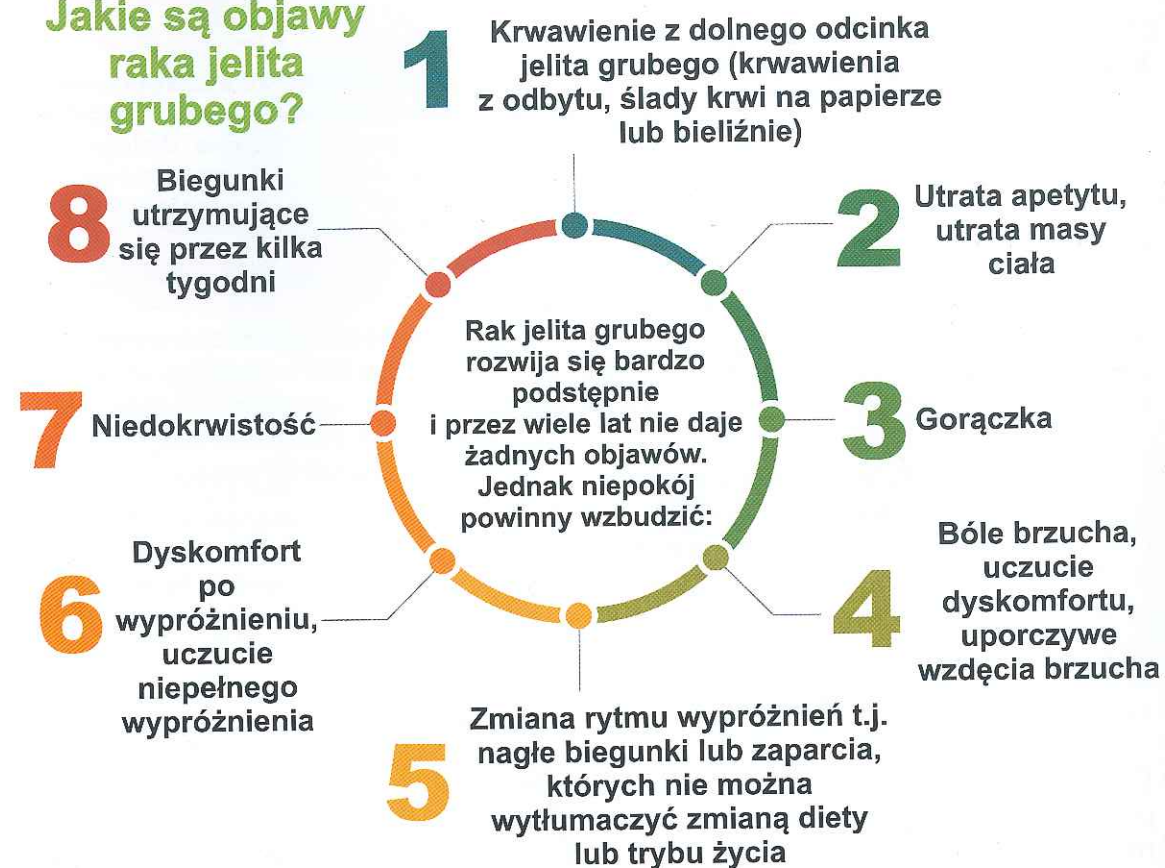 Jakie są objawy
raka jelita
grubego?
1
Krwawienie z dolnego odcinka
jelita grubego (krwawienia
z odbytu, ślady krwi na papierze
lub bieliźnie)
2
Utrata apetytu,
utrata masy
ciała
3
Gorączka
4
Bóle brzucha,
uczucie
dyskomfortu,
uporczywe
wzdęcia brzucha
5
Zmiana rytmu wypróżnień t.j.
nagłe biegunki lub zaparcia,
których nie można
wytłumaczyć zmianą diety
lub trybu życia
6
Dyskomfort
po
wypróżnieniu,
uczucie
niepełnego
wypróżnienia
7
Niedokrwistość
8
Biegunki
utrzymujące
się przez kilka
tygodni
Rak jelita grubego
rozwija się bardzo
podstępnie
i przez wiele lat nie daje
żadnych objawów.
Jednak niepokój
powinny wzbudzić: